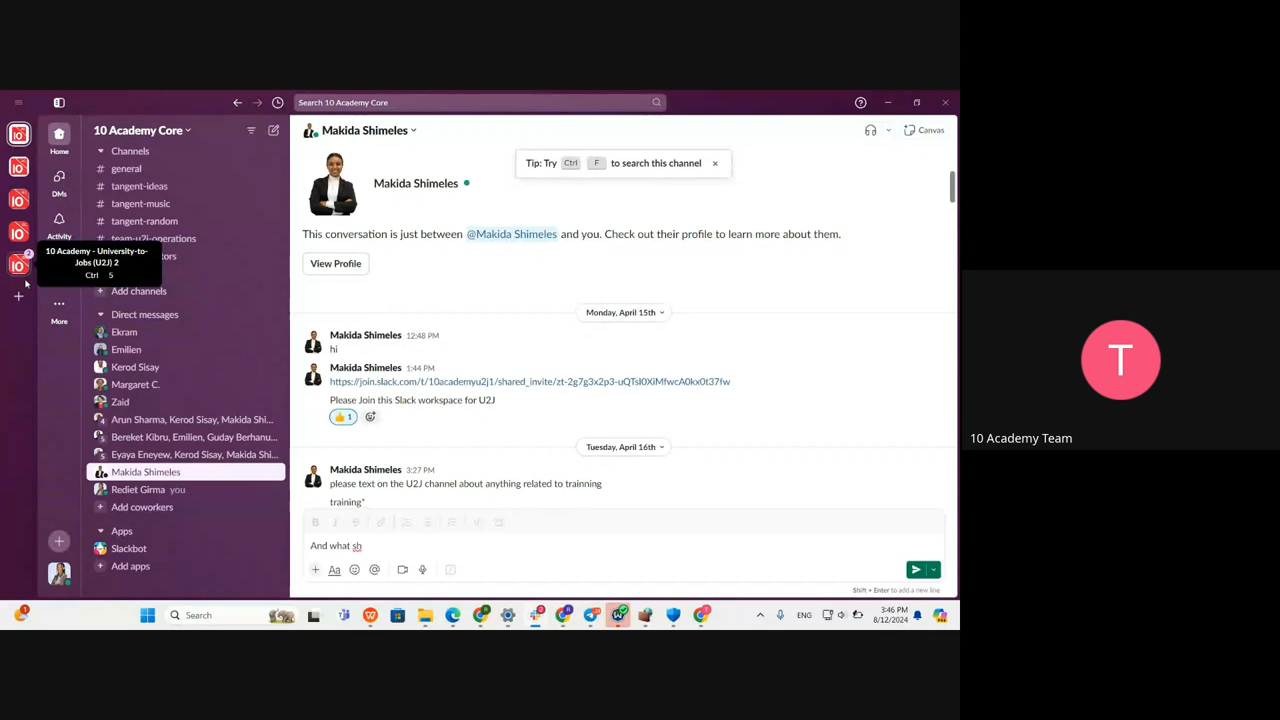 Search 10 Academy Core
10 Academy Core
Home
DMs
Activity
More
Channels
# general
# tangent-ideas
# tangent-music
# tangent-random
team-u2j-operations
tors
Add channels
10 Academy - University-to-Jobs (U2J) 2
Ctrl 5
Direct messages
Ekram
Emilien
Kerod Sisay
Margaret C.
Zaid
4 Arun Sharma, Kerod Sisay, Makida Shi...
5 Bereket Kibru, Emilien, Guday Berhanu...
5 Eyaya Eneyew, Kerod Sisay, Makida Shi...
Makida Shimeles
Rediet Girma you
Add coworkers
Apps
Slackbot
Add apps
Makida Shimeles
Canvas
Tip: Try Ctrl F to search this channel
Makida Shimeles
This conversation is just between @Makida Shimeles and you. Check out their profile to learn more about them.
View Profile
Monday, April 15th
Makida Shimeles 12:48 PM
hi
Makida Shimeles 1:44 PM
https://join.slack.com/t/10academyu2j1/shared_invite/zt-2g7g3x2p3-uQTsI0XiMfwcA0kx0t37fw
Please Join this Slack workspace for U2J
👍 1
Tuesday, April 16th
Makida Shimeles 3:27 PM
please text on the U2J channel about anything related to trainning
training*
And what sh
Shift + Enter to add a new line
Search
ENG
3:46 PM
8/12/2024
T
10 Academy Team